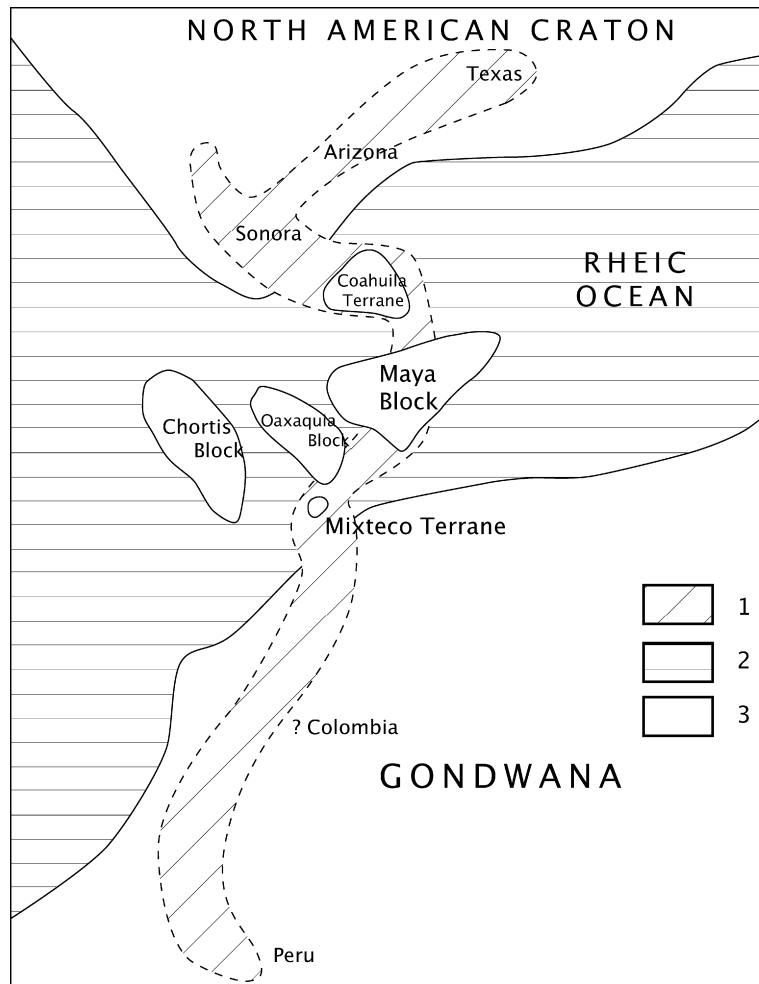 NORTH AMERICAN CRATON
Texas
Arizona
Sonora
RHEIC
OCEAN
Coahuila
Terrane
Maya
Block
Chortis
Block
Oaxaquia
Block
Mixteco Terrane
1
2
3
? Colombia
GONDWANA
Peru